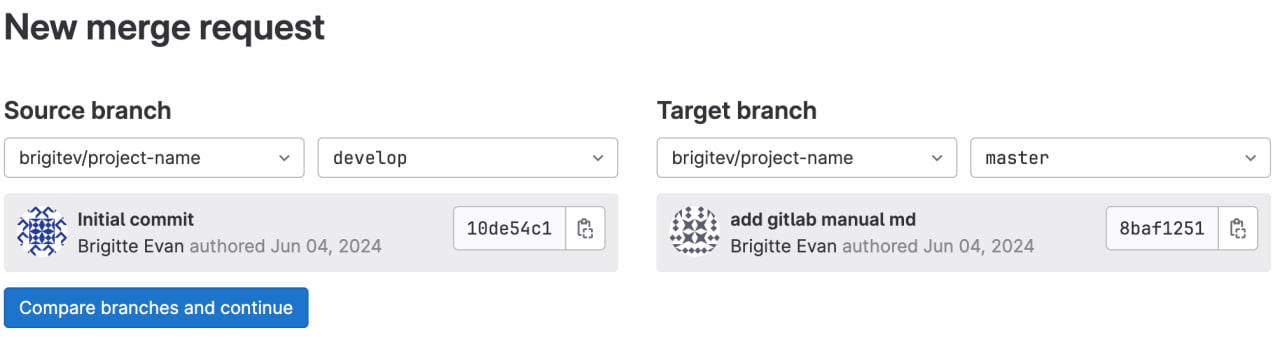 New merge request
Source branch
brigitev/project-name
develop
Initial commit
Brigitte Evan authored Jun 04, 2024
10de54c1
Target branch
brigitev/project-name
master
add gitlab manual md
Brigitte Evan authored Jun 04, 2024
8baf1251
Compare branches and continue